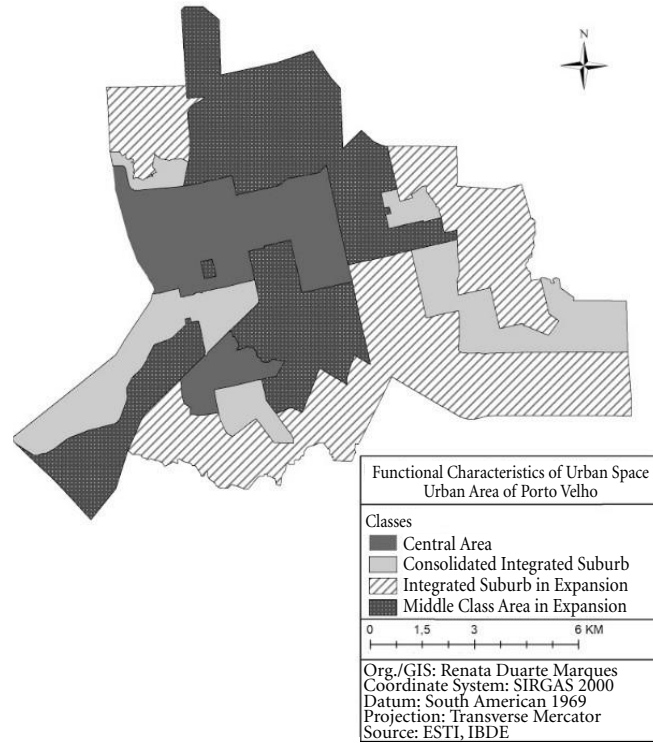 N
Functional Characteristics of Urban Space
Urban Area of Porto Velho
Classes
Central Area
Consolidated Integrated Suburb
Integrated Suburb in Expansion
Middle Class Area in Expansion
0 1,5 3 6 KM
Org./GIS: Renata Duarte Marques
Coordinate System: SIRGAS 2000
Datum: South American 1969
Projection: Transverse Mercator
Source: ESTI, IBDE